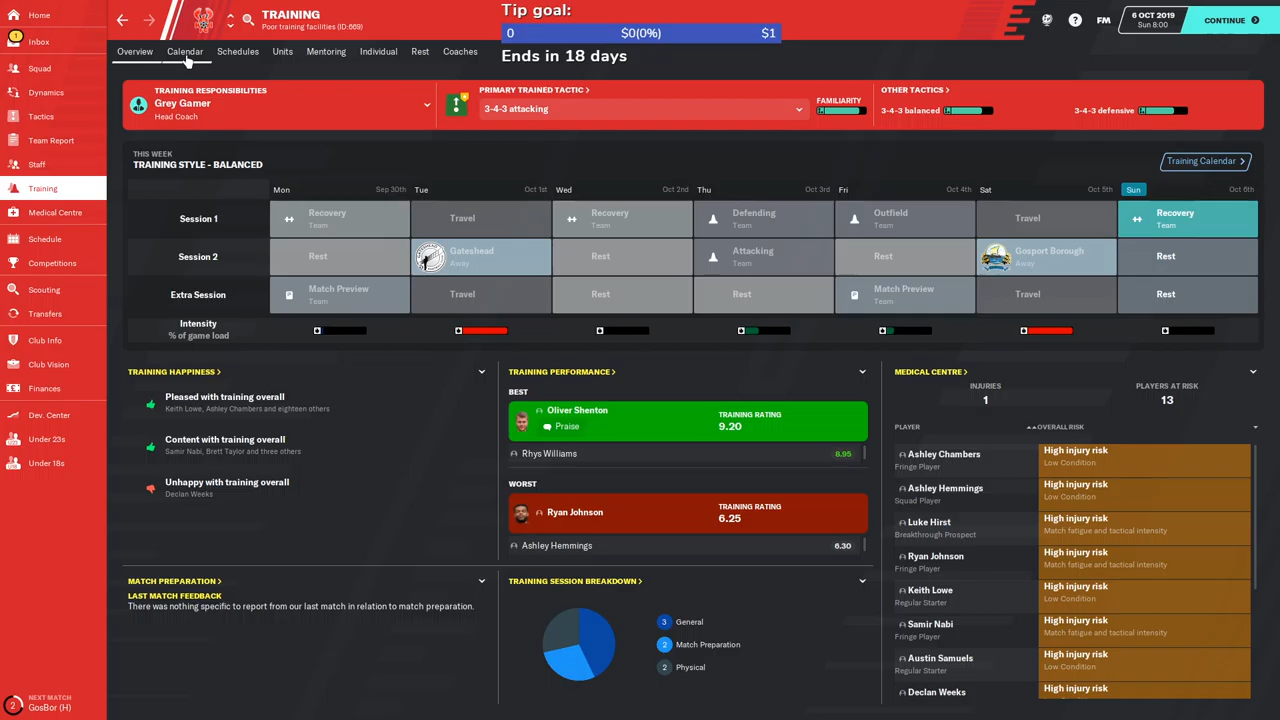 Home
1
Inbox
Squad
Dynamics
Tactics
Team Report
Staff
Training
Medical Centre
Schedule
Competitions
Scouting
Transfers
Club Info
Club Vision
Finances
Dev. Center
Under 23s
Under 18s
2
NEXT MATCH
GosBor (H)
TRAINING
Poor training facilities (ID:669)
Tip goal:
0 $0(0%) $1
Ends in 18 days
FM
6 OCT 2019
Sun 8:00
CONTINUE
Overview Calendar Schedules Units Mentoring Individual Rest Coaches
TRAINING RESPONSIBILITIES
Grey Gamer
Head Coach
PRIMARY TRAINED TACTIC >
3-4-3 attacking
FAMILIARITY
OTHER TACTICS >
3-4-3 balanced
3-4-3 defensive
THIS WEEK
TRAINING STYLE - BALANCED
Training Calendar >
Mon Sep 30th Tue Oct 1st Wed Oct 2nd Thu Oct 3rd Fri Oct 4th Sat Oct 5th Sun Oct 6th
Session 1
Recovery
Team
Travel
Recovery
Team
Defending
Team
Outfield
Team
Travel
Recovery
Team
Session 2
Rest
Gateshead
Away
Rest
Attacking
Team
Rest
Gosport Borough
Away
Rest
Extra Session
Match Preview
Team
Travel
Rest
Rest
Match Preview
Team
Travel
Rest
Intensity
% of game load
TRAINING HAPPINESS >
Pleased with training overall
Keith Lowe, Ashley Chambers and eighteen others
Content with training overall
Samir Nabi, Brett Taylor and three others
Unhappy with training overall
Declan Weeks
TRAINING PERFORMANCE >
BEST
Oliver Shenton
Praise
TRAINING RATING
9.20
Rhys Williams 8.95
WORST
Ryan Johnson
TRAINING RATING
6.25
Ashley Hemmings 6.30
MEDICAL CENTRE >
INJURIES
1
PLAYERS AT RISK
13
PLAYER OVERALL RISK
Ashley Chambers
Fringe Player
High injury risk
Low Condition
Ashley Hemmings
Squad Player
High injury risk
Low Condition
Luke Hirst
Breakthrough Prospect
High injury risk
Match fatigue and tactical intensity
Ryan Johnson
Fringe Player
High injury risk
Match fatigue and tactical intensity
Keith Lowe
Regular Starter
High injury risk
Low Condition
Samir Nabi
Fringe Player
High injury risk
Match fatigue and tactical intensity
Austin Samuels
Regular Starter
High injury risk
Low Condition
Declan Weeks
High injury risk
MATCH PREPARATION >
LAST MATCH FEEDBACK
There was nothing specific to report from our last match in relation to match preparation.
TRAINING SESSION BREAKDOWN >
3 General
2 Match Preparation
2 Physical